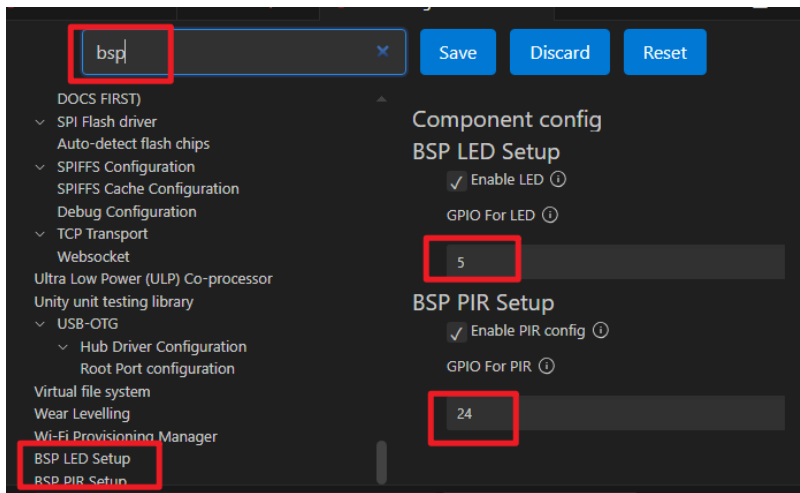 bsp
Save
Discard
Reset
DOCS FIRST)
SPI Flash driver
Auto-detect flash chips
SPIFFS Configuration
SPIFFS Cache Configuration
Debug Configuration
TCP Transport
Websocket
Ultra Low Power (ULP) Co-processor
Unity unit testing library
USB-OTG
Hub Driver Configuration
Root Port configuration
Virtual file system
Wear Levelling
Wi-Fi Provisioning Manager
BSP LED Setup
BSP PIR Setup
Component config
BSP LED Setup
Enable LED
GPIO For LED
5
BSP PIR Setup
Enable PIR config
GPIO For PIR
24